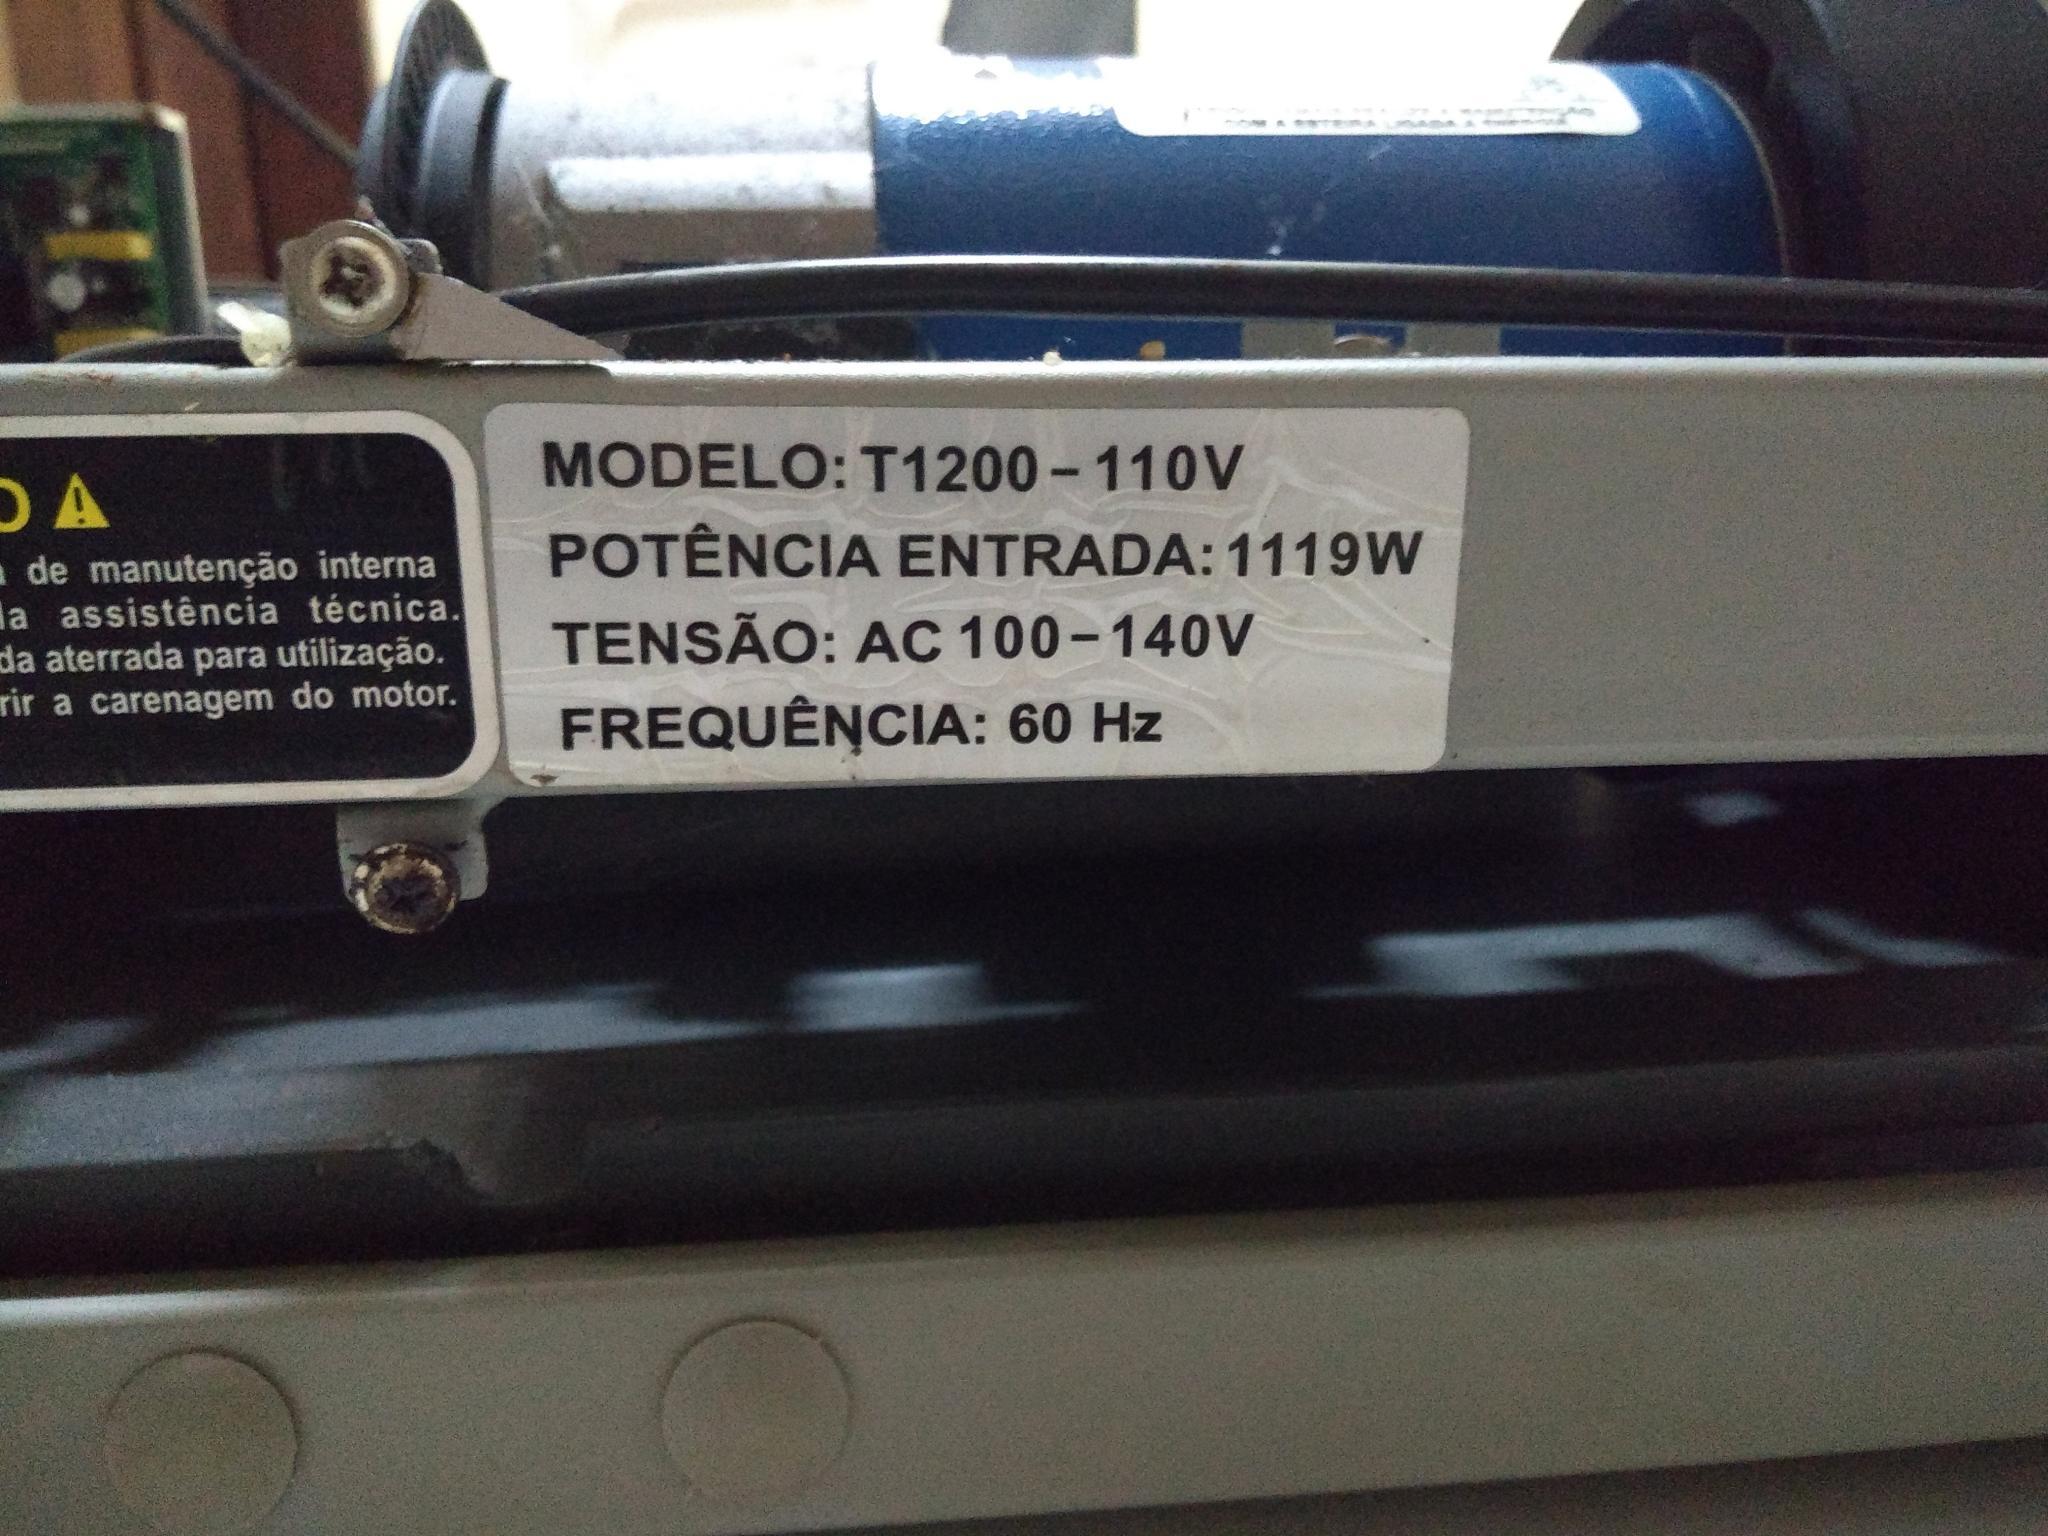 O
de manutenção interna
assistência técnica.
aterrada para utilização.
a carenagem do motor.
MODELO: T1200-110V
POTÊNCIA ENTRADA: 1119W
TENSÃO: AC 100-140V
FREQUÊNCIA: 60 Hz